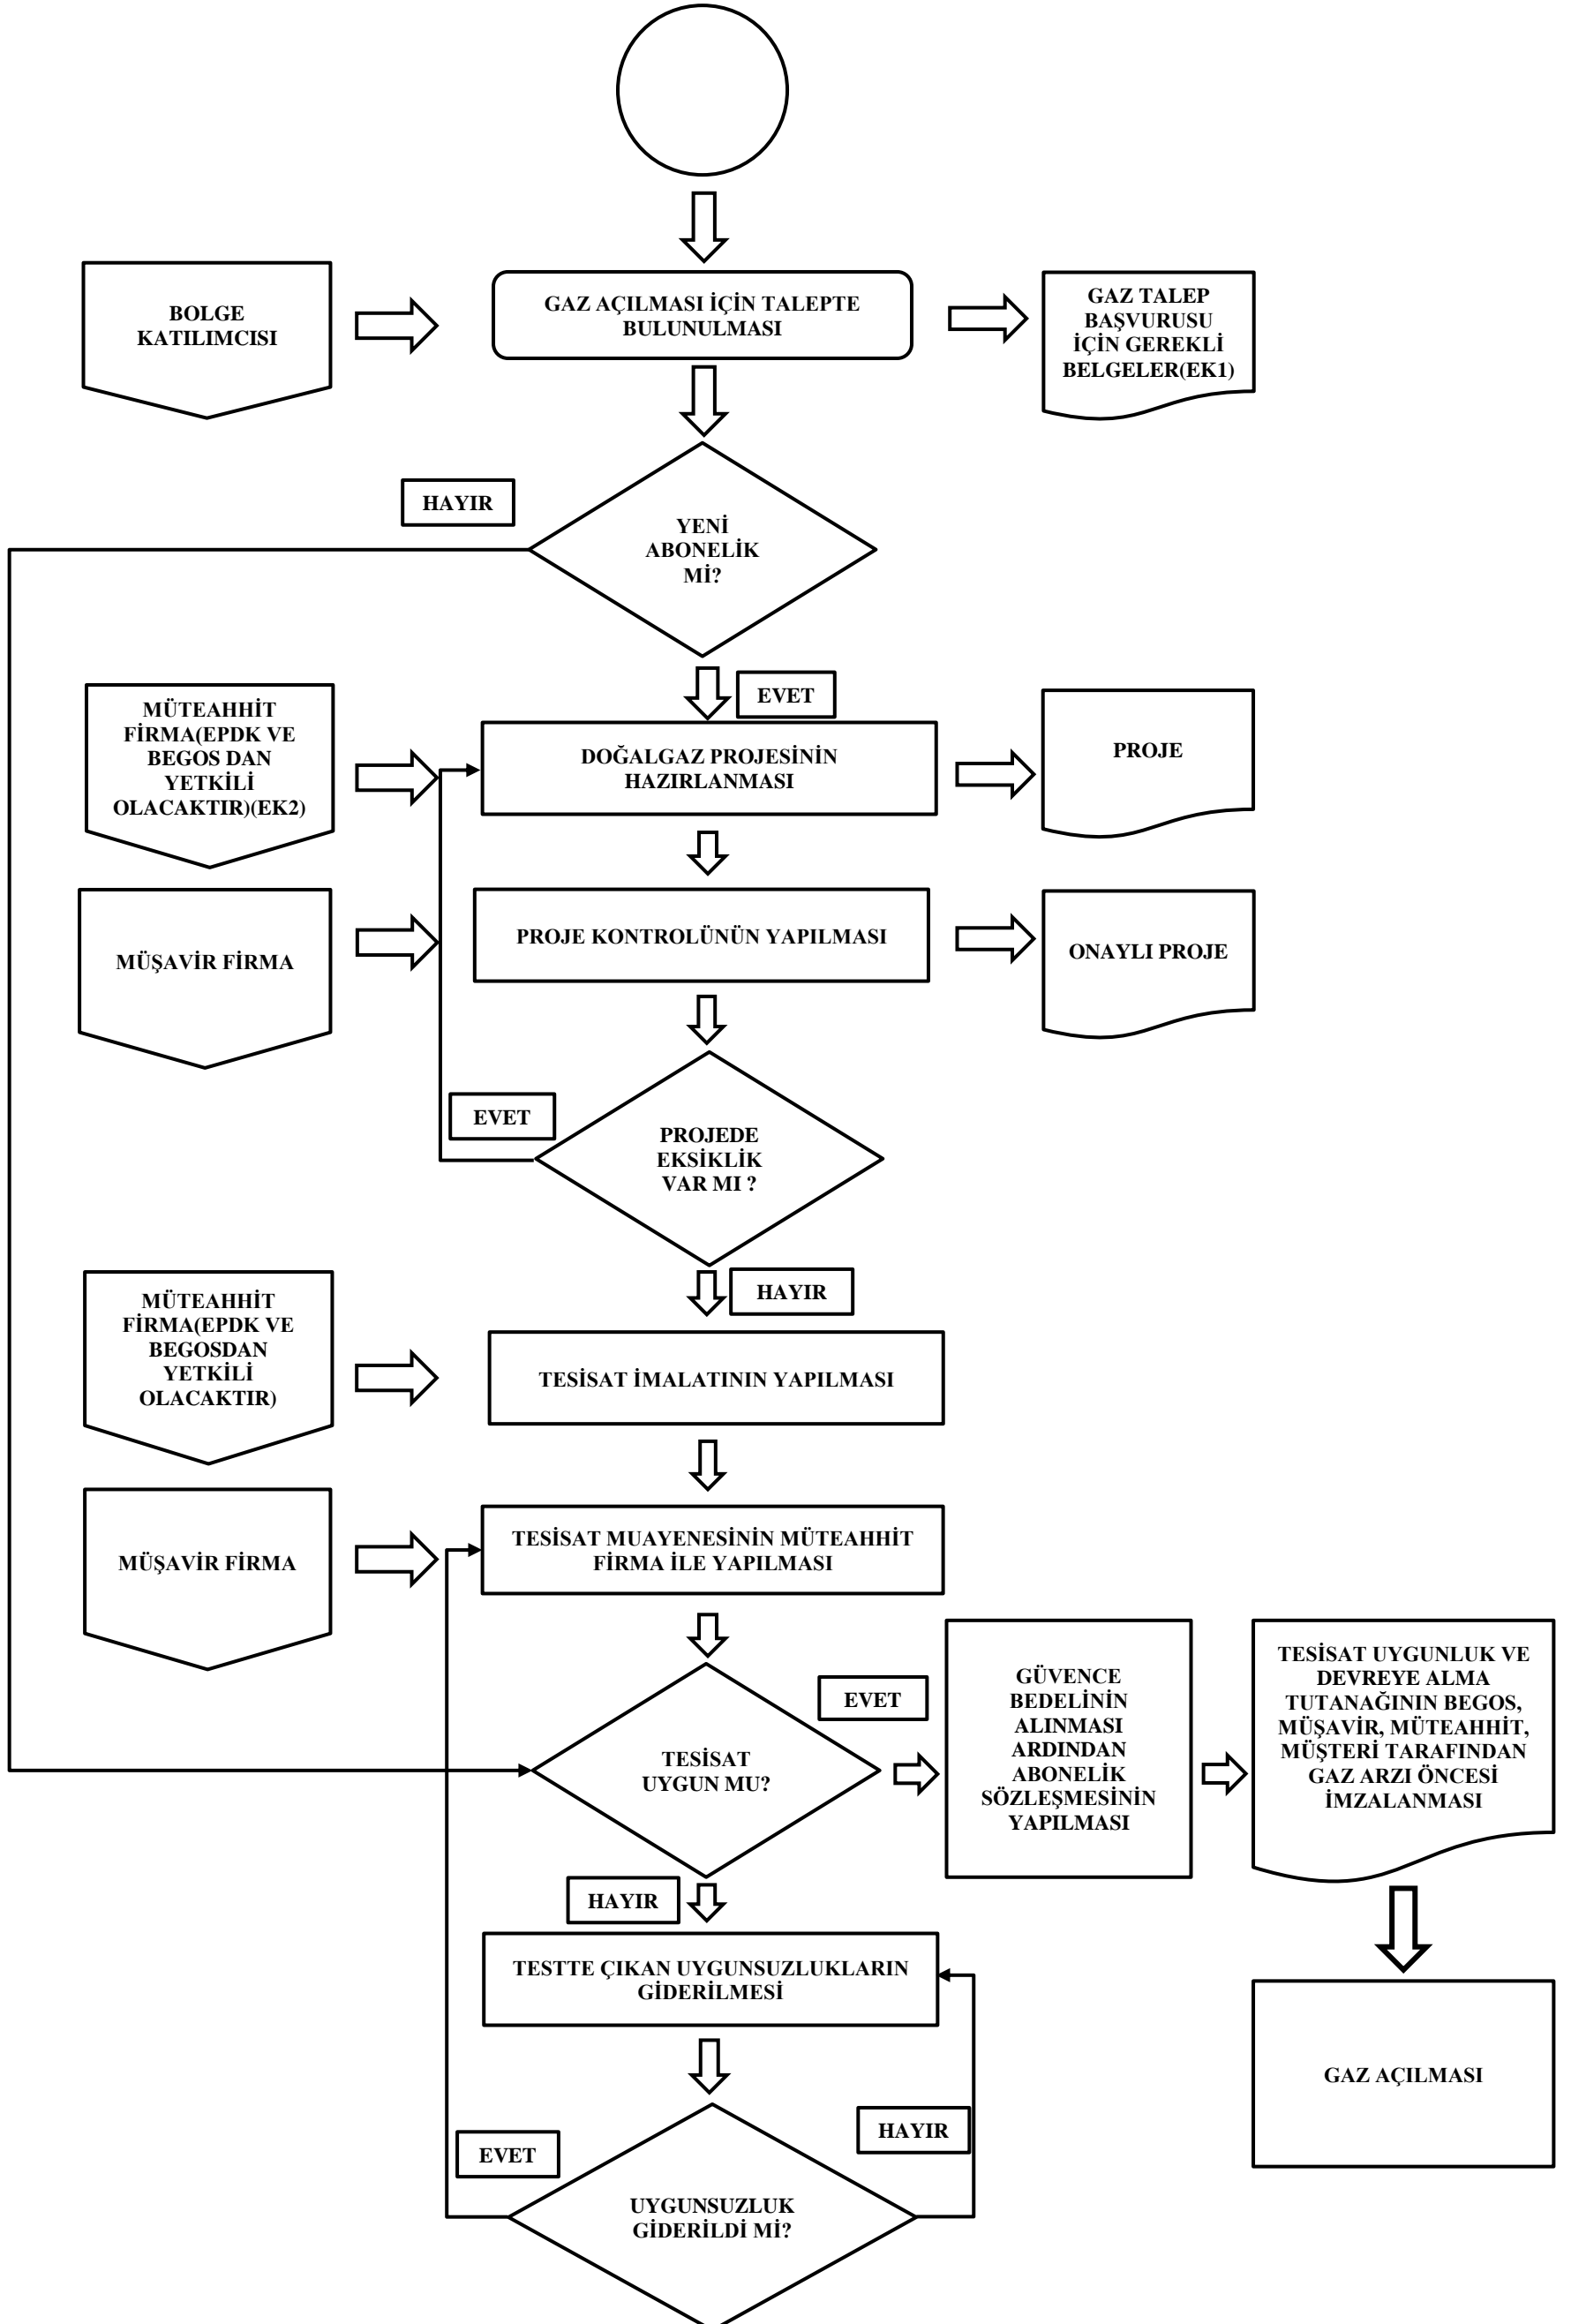 BOLGE
KATILIMCISI
GAZ AÇILMASI İÇİN TALEPTE
BULUNULMASI
GAZ TALEP
BAŞVURUSU
İÇİN GEREKLİ
BELGELER(EK1)
HAYIR
YENİ
ABONELİK
Mİ?
EVET
MÜTEAHHİT
FİRMA(EPDK VE
BEGOS DAN
YETKİLİ
OLACAKTIR)(EK2)
DOĞALGAZ PROJESİNİN
HAZIRLANMASI
PROJE
MÜŞAVİR FİRMA
PROJE KONTROLÜNÜN YAPILMASI
ONAYLI PROJE
EVET
PROJEDE
EKSİKLİK
VAR MI ?
HAYIR
MÜTEAHHİT
FİRMA(EPDK VE
BEGOSDAN
YETKİLİ
OLACAKTIR)
TESİSAT İMALATININ YAPILMASI
MÜŞAVİR FİRMA
TESİSAT MUAYENESİNİN MÜTEAHHİT
FİRMA İLE YAPILMASI
TESİSAT
UYGUN MU?
EVET
GÜVENCE
BEDELİNİN
ALINMASI
ARDINDAN
ABONELİK
SÖZLEŞMESİNİN
YAPILMASI
TESİSAT UYGUNLUK VE
DEVREYE ALMA
TUTANAĞININ BEGOS,
MÜŞAVİR, MÜTEAHHİT,
MÜŞTERİ TARAFINDAN
GAZ ARZI ÖNCESİ
İMZALANMASI
HAYIR
TESTTE ÇIKAN UYGUNSUZLUKLARIN
GİDERİLMESİ
GAZ AÇILMASI
EVET
HAYIR
UYGUNSUZLUK
GİDERİLDİ Mİ?